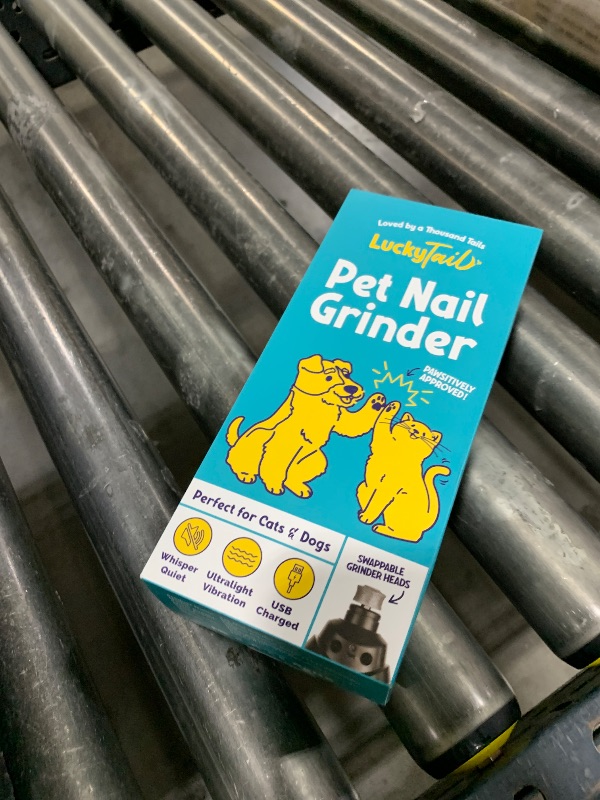 Loved by a Thousand Tails
LuckyTail
Pet Nail
Grinder
PAWSITIVELY
APPROVED!
Perfect for Cats & Dogs
Whisper
Quiet
Ultralight
Vibration
USB
Charged
SWAPPABLE
GRINDER HEADS